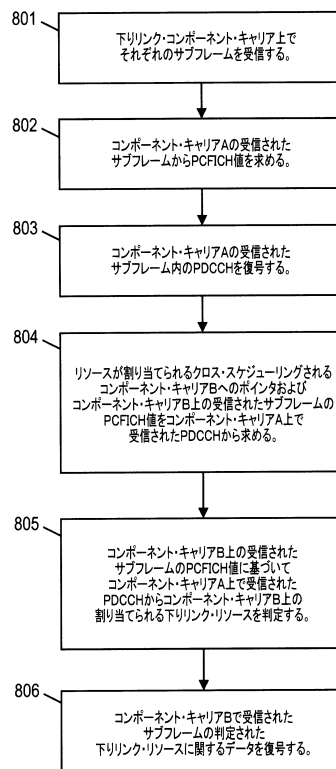 801
下りリンク・コンポーネント・キャリア上で
それぞれのサブフレームを受信する。
802
コンポーネント・キャリアAの受信された
サブフレームからPCFICH値を求める。
803
コンポーネント・キャリアAの受信された
サブフレーム内のPDCCHを復号する。
804
リソースが割り当てられるクロス・スケジューリングされる
コンポーネント・キャリアBへのポインタおよび
コンポーネント・キャリアB上の受信されたサブフレームの
PCFICH値をコンポーネント・キャリアA上で
受信されたPDCCHから求める。
805
コンポーネント・キャリアB上の受信された
サブフレームのPCFICH値に基づいて
コンポーネント・キャリアA上で受信された
PDCCHからコンポーネント・キャリアB上の
割り当てられる下りリンク・リソースを判定する。
806
コンポーネント・キャリアBで受信された
サブフレームの判定された
下りリンク・リソースに関するデータを復号する。